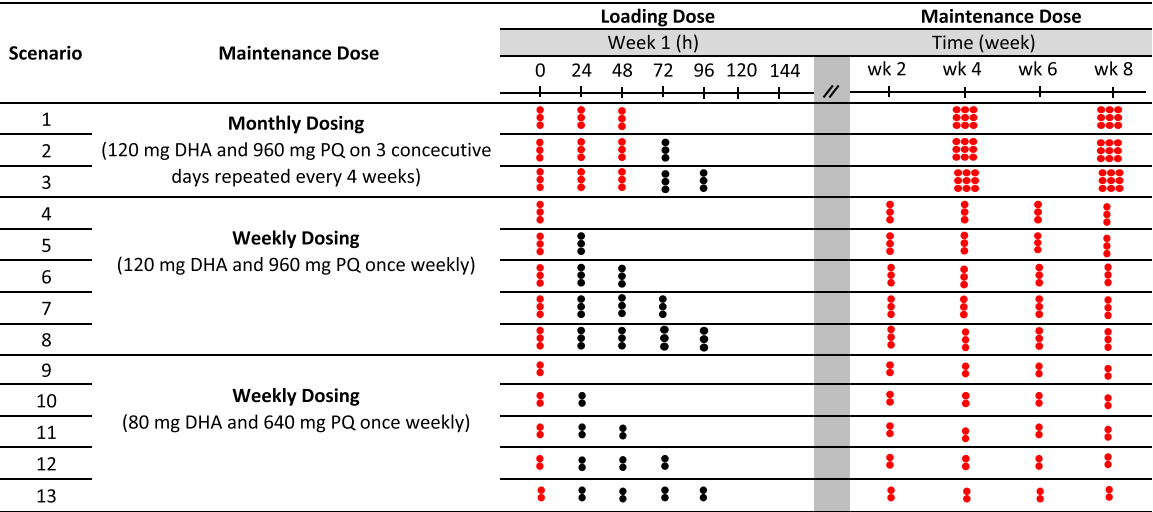 Loading Dose Maintenance Dose
Scenario Maintenance Dose Week 1 (h) Time (week)
0 24 48 72 96 120 144 // wk 2 wk 4 wk 6 wk 8
1
Monthly Dosing
2 (120 mg DHA and 960 mg PQ on 3 concecutive
3 days repeated every 4 weeks)
4
5 Weekly Dosing
(120 mg DHA and 960 mg PQ once weekly)
6
7
8
9
10 Weekly Dosing
11 (80 mg DHA and 640 mg PQ once weekly)
12
13